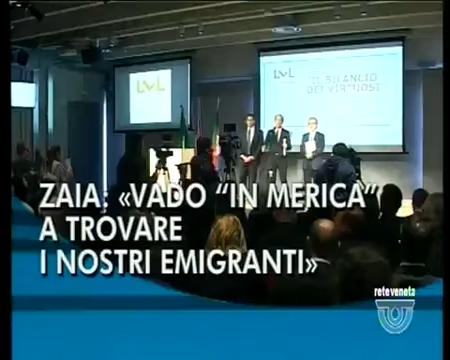 LVL
LVL
IL BILANCIO
DEI VIRTUOSI
ZAIA: «VADO “IN MERICA”
A TROVARE
I NOSTRI EMIGRANTI»
reteveneta